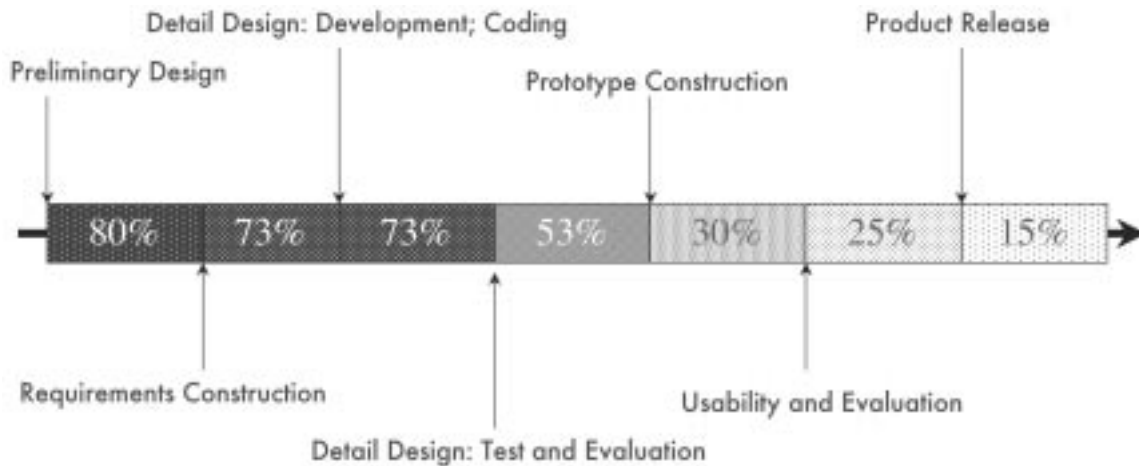 Detail Design: Development; Coding
Product Release
Preliminary Design
Prototype Construction
80% 73% 73% 53% 30% 25% 15%
Requirements Construction
Usability and Evaluation
Detail Design: Test and Evaluation